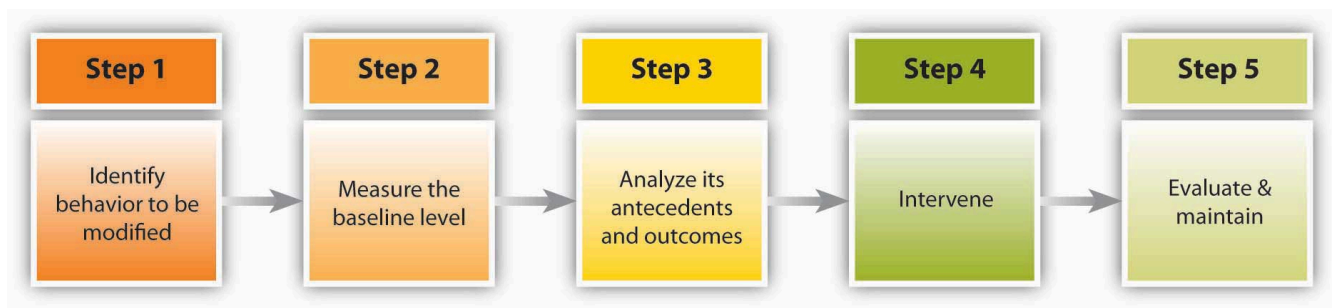 Step 1
Identify
behavior to be
modified
Step 2
Measure the
baseline level
Step 3
Analyze its
antecedents
and outcomes
Step 4
Intervene
Step 5
Evaluate &
maintain